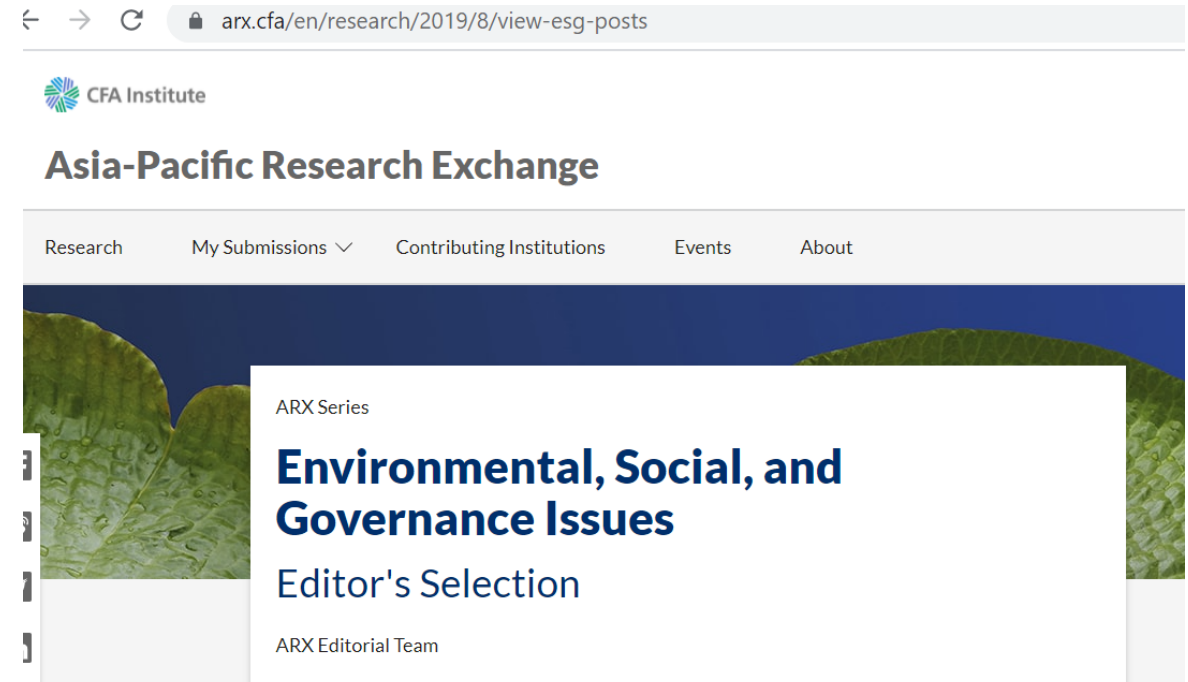 arx.cfa/en/research/2019/8/view-esg-posts
CFA Institute
Asia-Pacific Research Exchange
Research My Submissions Contributing Institutions Events About
ARX Series
Environmental, Social, and
Governance Issues
Editor's Selection
ARX Editorial Team